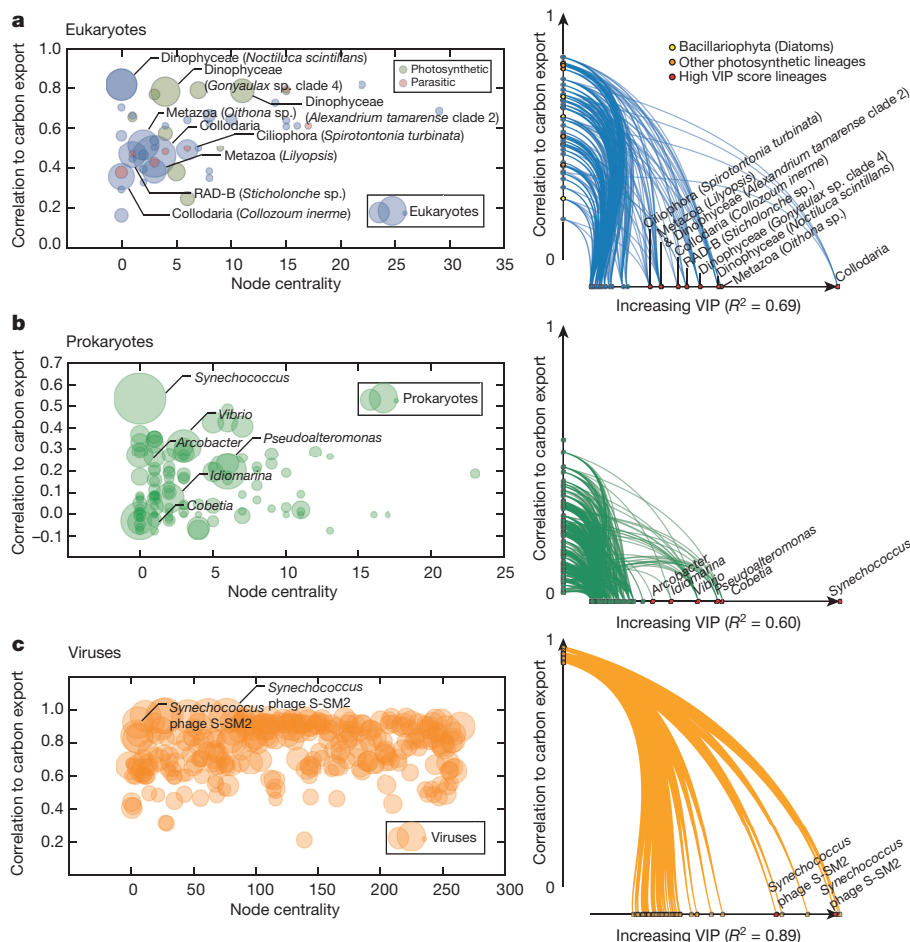 a
Eukaryotes
Correlation to carbon export
1.0
0.8
0.6
0.4
0.2
0.0
0
5
10
15
20
25
30
35
Node centrality
Dinophyceae (Noctiluca scintillans)
Dinophyceae
(Gonyaulax sp. clade 4)
Dinophyceae
(Alexandrium tamarense clade 2)
Metazoa (Oithona sp.)
Collodaria
Ciliophora (Spirotontonia turbinata)
Metazoa (Lilyopsis)
RAD-B (Sticholonche sp.)
Collodaria (Collozoum inerme)
Photosynthetic
Parasitic
Eukaryotes
1
Correlation to carbon export
0
Bacillariophyta (Diatoms)
Other photosynthetic lineages
High VIP score lineages
Ciliophora (Spirotontonia turbinata)
Metazoa (Lilyopsis)
& Dinophyceae (Alexandrium tamarense clade 2)
Collodaria (Collozoum inerme)
RAD-B (Sticholonche sp.)
Dinophyceae (Gonyaulax sp. clade 4)
Dinophyceae (Noctiluca scintillans)
Metazoa (Oithona sp.)
Collodaria
Increasing VIP (R² = 0.69)
b
Prokaryotes
Correlation to carbon export
0.7
0.6
0.5
0.4
0.3
0.2
0.1
0.0
−0.1
0
5
10
15
20
25
Node centrality
Synechococcus
Vibrio
Arcobacter
Pseudoalteromonas
Idiomarina
Cobetia
Prokaryotes
1
Correlation to carbon export
0
Arcobacter
Idiomarina
Vibrio
Pseudoalteromonas
Cobetia
Synechococcus
Increasing VIP (R² = 0.60)
c
Viruses
Correlation to carbon export
1.0
0.8
0.6
0.4
0.2
0
50
100
150
200
250
300
Node centrality
Synechococcus
phage S-SM2
Synechococcus
phage S-SM2
Viruses
1
Correlation to carbon export
0
Synechococcus
phage S-SM2
Synechococcus
phage S-SM2
Increasing VIP (R² = 0.89)